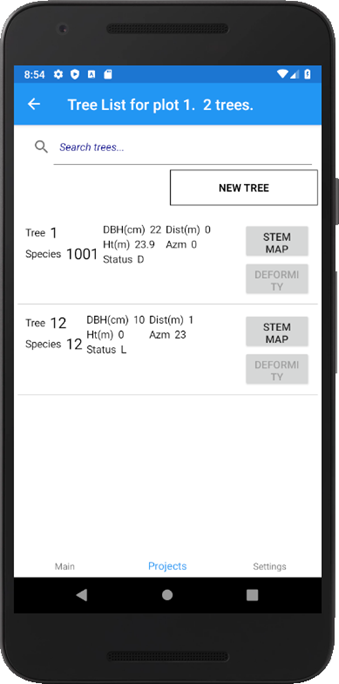 8:54
Tree List for plot 1. 2 trees.
Search trees...
NEW TREE
Tree 1
Species 1001
DBH(cm) 22 Dist(m) 0
Ht(m) 23.9 Azm 0
Status D
STEM
MAP
DEFORMI
TY
Tree 12
Species 12
DBH(cm) 10 Dist(m) 1
Ht(m) 0 Azm 23
Status L
STEM
MAP
DEFORMI
TY
Main Projects Settings